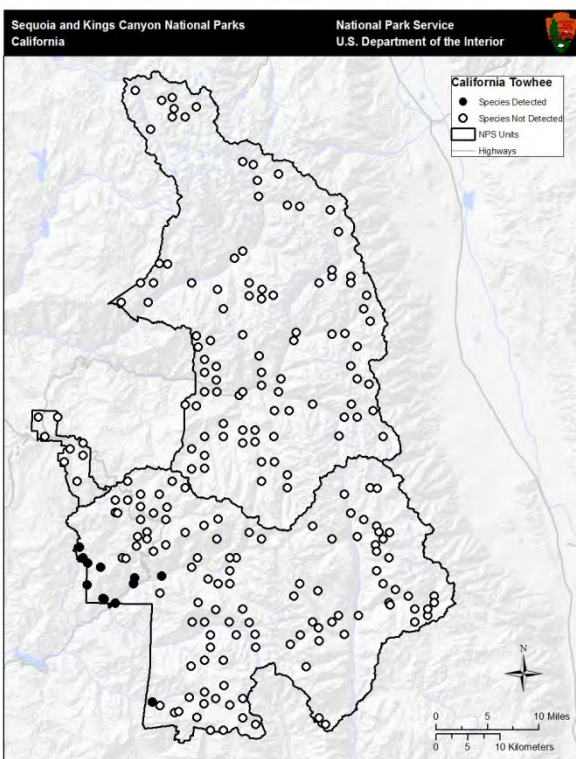 Sequoia and Kings Canyon National Parks
California
National Park Service
U.S. Department of the Interior
California Towhee
Species Detected
Species Not Detected
NPS Units
Highways
N
0 5 10 Miles
0 5 10 Kilometers